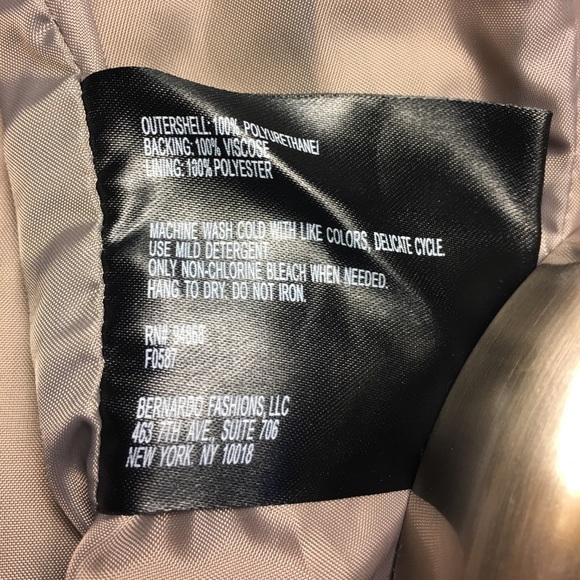 OUTERSHELL: 100% POLYURETHANE/
BACKING: 100% VISCOSE
LINING: 100% POLYESTER
MACHINE WASH COLD WITH LIKE COLORS, DELICATE CYCLE.
USE MILD DETERGENT.
ONLY NON-CHLORINE BLEACH WHEN NEEDED.
HANG TO DRY. DO NOT IRON.
RN#
F0587
BERNARDO FASHIONS, LLC
463 7TH AVE., SUITE 706
NEW YORK. NY 10018